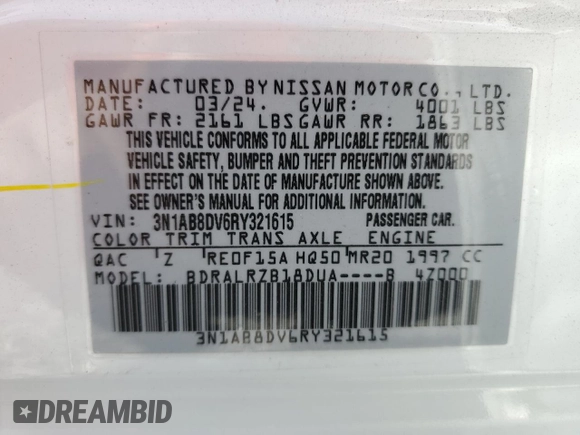 MANUFACTURED BY NISSAN MOTOR CO., LTD.
DATE: 03/24. GVWR: 4001 LBS
GAWR FR: 2161 LBS GAWR RR: 1863 LBS
THIS VEHICLE CONFORMS TO ALL APPLICABLE FEDERAL MOTOR
VEHICLE SAFETY, BUMPER AND THEFT PREVENTION STANDARDS
IN EFFECT ON THE DATE OF MANUFACTURE SHOWN ABOVE.
SEE OWNER'S MANUAL FOR ADDITIONAL INFORMATION.
VIN: 3N1AB8DV6RY321615 PASSENGER CAR.
COLOR TRIM TRANS AXLE ENGINE
QAC Z RE0F15A HQ50 MR20 1997 CC
MODEL: BDRALRZB18DUA----B 4Z000
3N1AB8DV6RY321615
DREAMBID